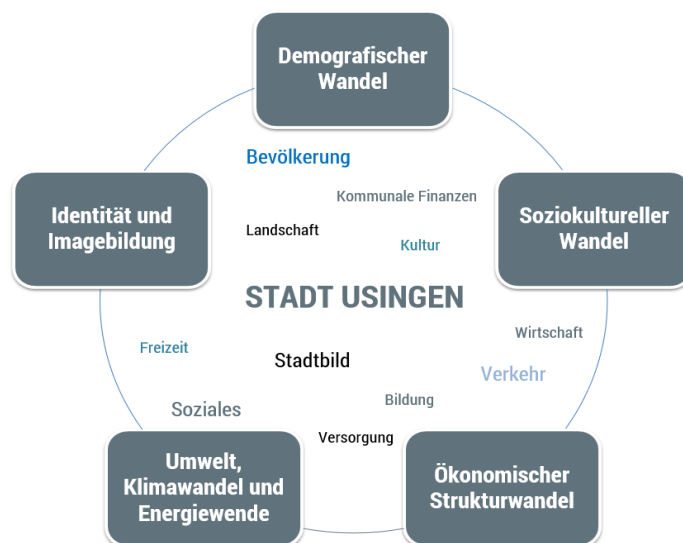 Demografischer
Wandel
Bevölkerung
Kommunale Finanzen
Identität und
Imagebildung
Landschaft
Kultur
Soziokultureller
Wandel
STADT USINGEN
Wirtschaft
Freizeit
Stadtbild
Verkehr
Bildung
Soziales
Versorgung
Umwelt,
Klimawandel und
Energiewende
Ökonomischer
Strukturwandel